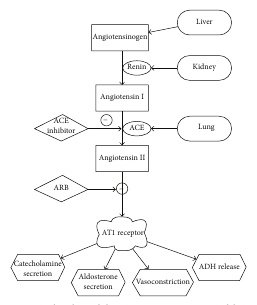 Liver
Angiotensinogen
Renin
Kidney
Angiotensin I
ACE
inhibitor
−
ACE
Lung
Angiotensin II
ARB
−
AT1 receptor
Catecholamine
secretion
Aldosterone
secretion
Vasoconstriction
ADH release